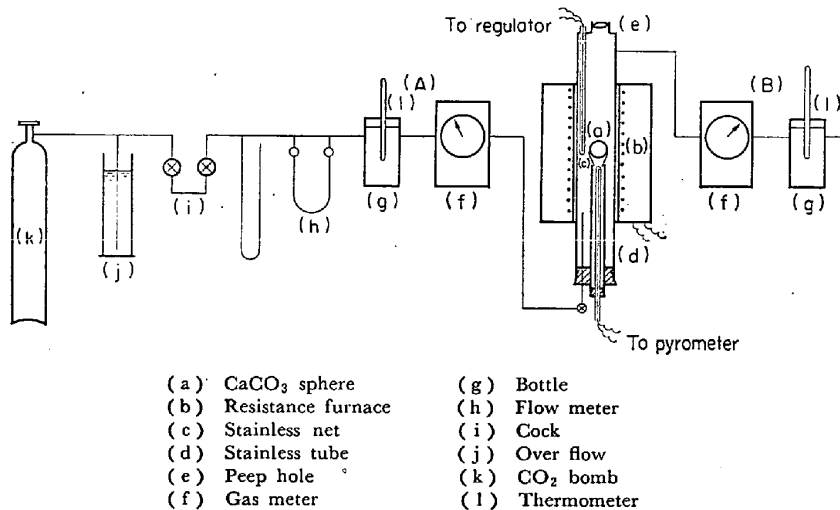 To regulator
(e)
(A)
(B)
(l)
(l)
(a)
(b)
(c)
(i)
(h)
(g)
(f)
(f)
(g)
(k)
(j)
(d)
To pyrometer
(a) CaCO₃ sphere
(b) Resistance furnace
(c) Stainless net
(d) Stainless tube
(e) Peep hole
(f) Gas meter
(g) Bottle
(h) Flow meter
(i) Cock
(j) Over flow
(k) CO₂ bomb
(l) Thermometer